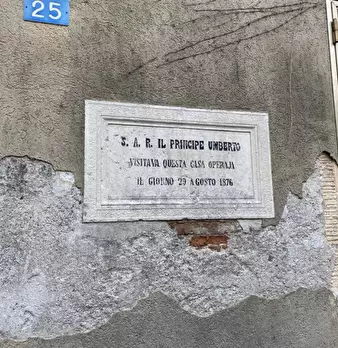 25
S. A. R. IL PRINCIPE UMBERTO
VISITAVA QUESTA CASA OPERAJA
IL GIORNO 29 AGOSTO 1876